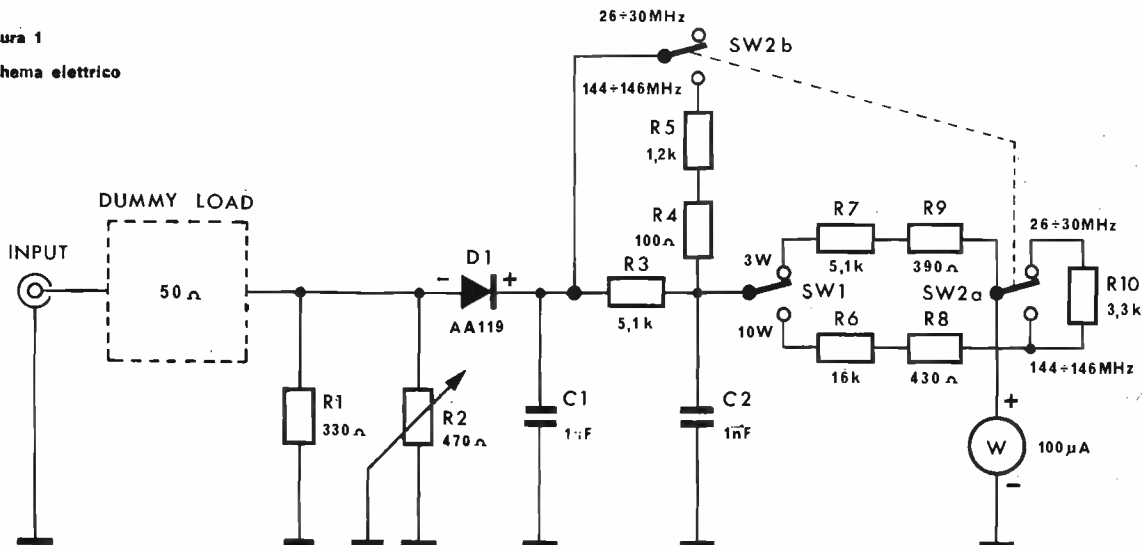 ura 1
hema elettrico
26÷30MHz
SW2b
144÷146MHz
R5
1,2k
R4
100Ω
DUMMY LOAD
50Ω
INPUT
- D1 +
AA119
R3
5,1k
R7
5,1k
R9
390Ω
3W
SW1
10W
R6
16k
R8
430Ω
26÷30MHz
SW2a
R10
3,3k
144÷146MHz
R1
330Ω
R2
470Ω
C1
C2
1nF
+
W
100μA
-